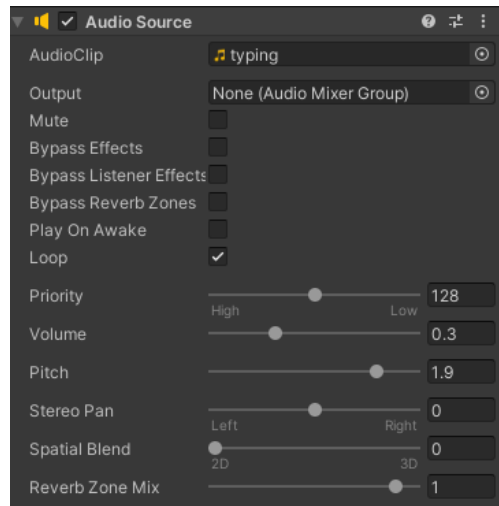 Audio Source
AudioClip typing
Output None (Audio Mixer Group)
Mute
Bypass Effects
Bypass Listener Effects
Bypass Reverb Zones
Play On Awake
Loop
Priority 128
High Low
Volume 0.3
Pitch 1.9
Stereo Pan 0
Left Right
Spatial Blend 0
2D 3D
Reverb Zone Mix 1